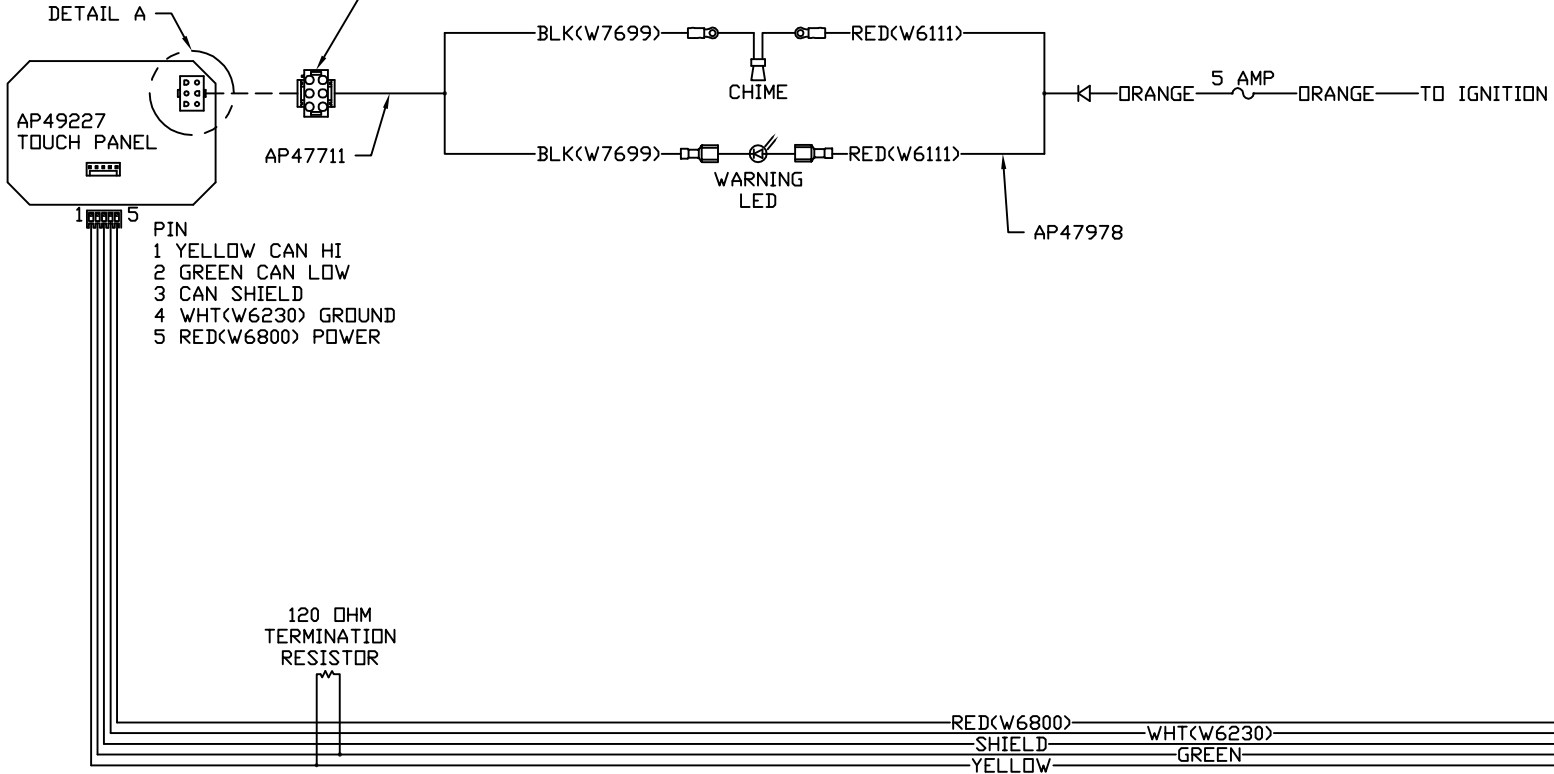 DETAIL A
BLK(W7699)
RED(W6111)
CHIME
5 AMP
ORANGE
ORANGE
TO IGNITION
AP49227
TOUCH PANEL
AP47711
BLK(W7699)
RED(W6111)
WARNING
LED
AP47978
1
5
PIN
1 YELLOW CAN HI
2 GREEN CAN LOW
3 CAN SHIELD
4 WHT(W6230) GROUND
5 RED(W6800) POWER
120 OHM
TERMINATION
RESISTOR
RED(W6800)
WHT(W6230)
SHIELD
GREEN
YELLOW